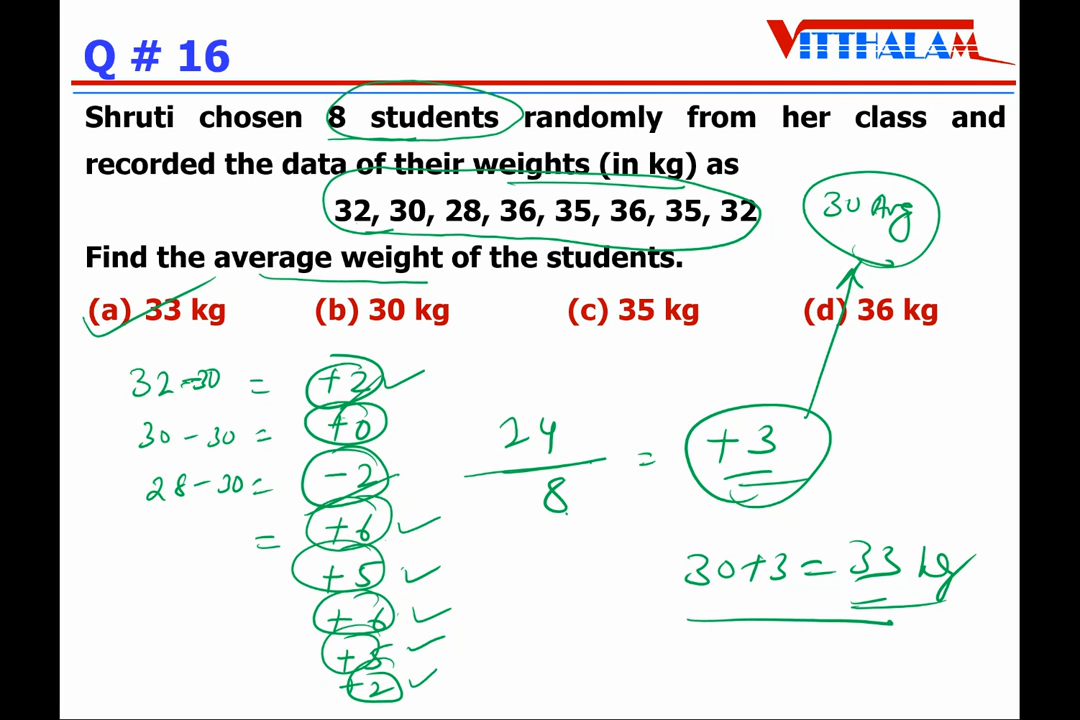 Q # 16
VITTHALAM
Shruti chosen 8 students randomly from her class and
recorded the data of their weights (in kg) as
32, 30, 28, 36, 35, 36, 35, 32
30 Avg
Find the average weight of the students.
(a) 33 kg (b) 30 kg (c) 35 kg (d) 36 kg
32-30 = +2
30-30 = +0
28-30 = -2
= +6
+5
+6
+5
+2
24
8
= +3
30+3 = 33 kg